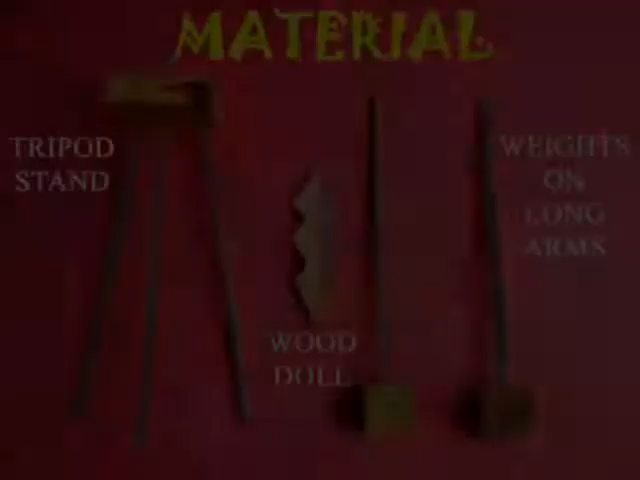 MATERIAL
TRIPOD
STAND
WEIGHTS
ON
LONG
ARMS
WOOD
DOLL